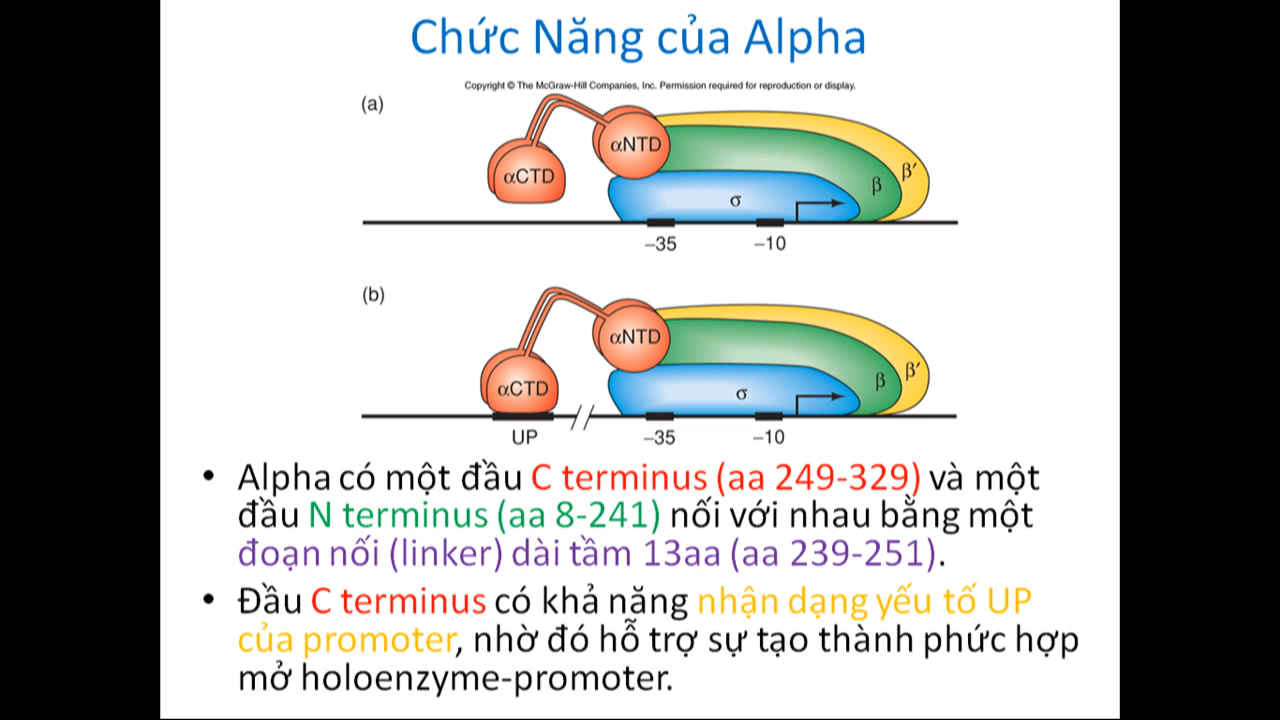 Chức Năng của Alpha
Copyright © The McGraw-Hill Companies, Inc. Permission required for reproduction or display.
(a)
αNTD
αCTD
β′
β
σ
–35
–10
(b)
αNTD
αCTD
β′
β
σ
UP
–35
–10
• Alpha có một đầu C terminus (aa 249-329) và một
đầu N terminus (aa 8-241) nối với nhau bằng một
đoạn nối (linker) dài tầm 13aa (aa 239-251).
• Đầu C terminus có khả năng nhận dạng yếu tố UP
của promoter, nhờ đó hỗ trợ sự tạo thành phức hợp
mở holoenzyme-promoter.